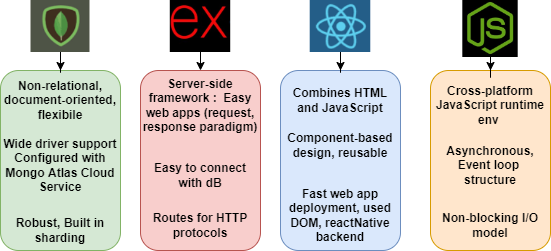 ex
JS
Non-relational,
document-oriented,
flexibile
Wide driver support
Configured with
Mongo Atlas Cloud
Service
Robust, Built in
sharding
Server-side
framework : Easy
web apps (request,
response paradigm)
Easy to connect
with dB
Routes for HTTP
protocols
Combines HTML
and JavaScript
Component-based
design, reusable
Fast web app
deployment, used
DOM, reactNative
backend
Cross-platform
JavaScript runtime
env
Asynchronous,
Event loop
structure
Non-blocking I/O
model